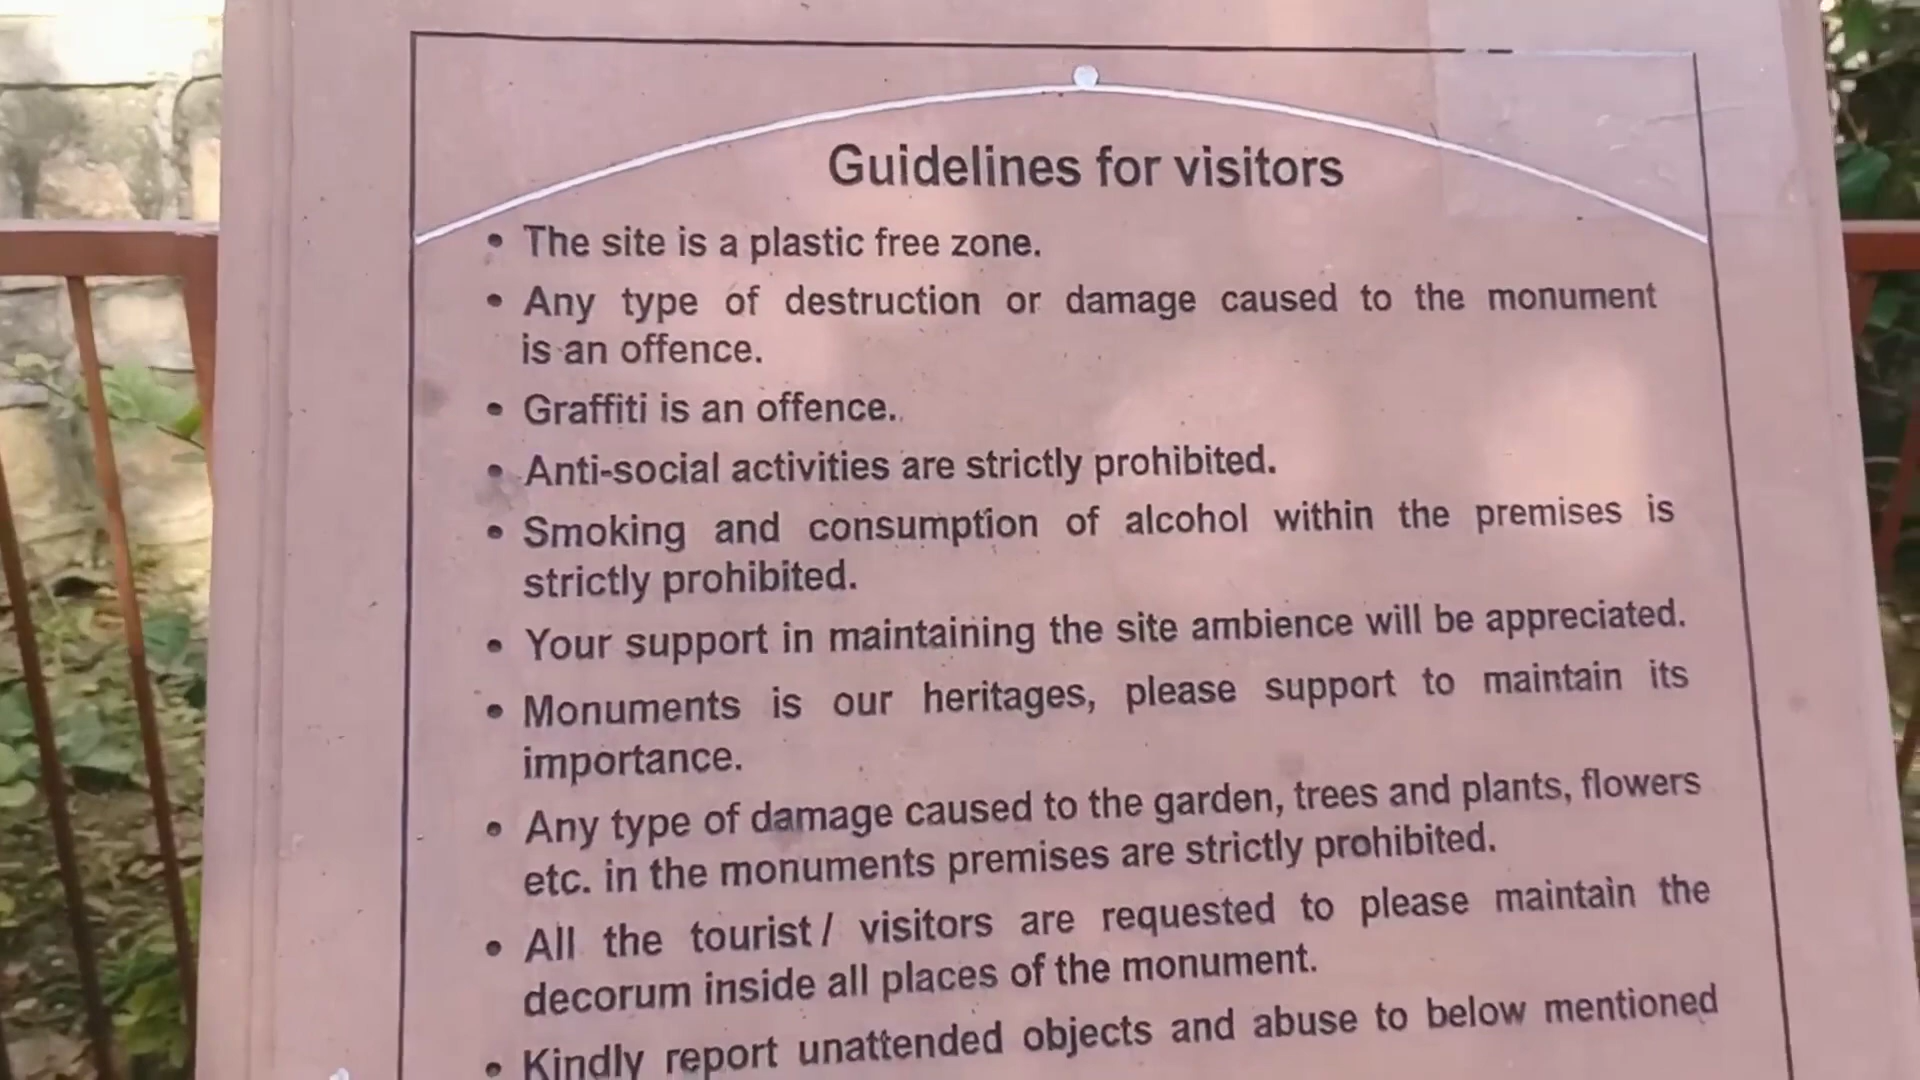 Guidelines for visitors
• The site is a plastic free zone.
• Any type of destruction or damage caused to the monument
is an offence.
• Graffiti is an offence.
• Anti-social activities are strictly prohibited.
• Smoking and consumption of alcohol within the premises is
strictly prohibited.
• Your support in maintaining the site ambience will be appreciated.
• Monuments is our heritages, please support to maintain its
importance.
• Any type of damage caused to the garden, trees and plants, flowers
etc. in the monuments premises are strictly prohibited.
• All the tourist / visitors are requested to please maintain the
decorum inside all places of the monument.
• Kindly report unattended objects and abuse to below mentioned